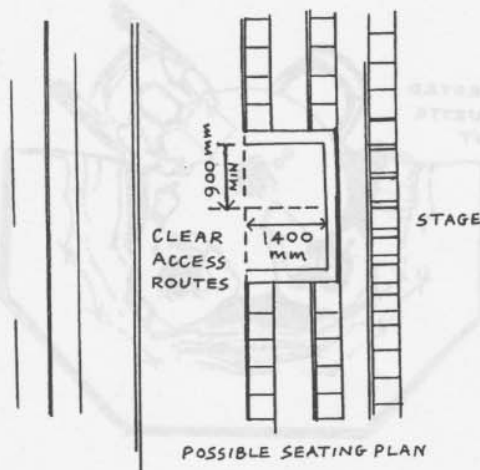 900 mm
MIN
1400
mm
CLEAR
ACCESS
ROUTES
STAGE
POSSIBLE SEATING PLAN